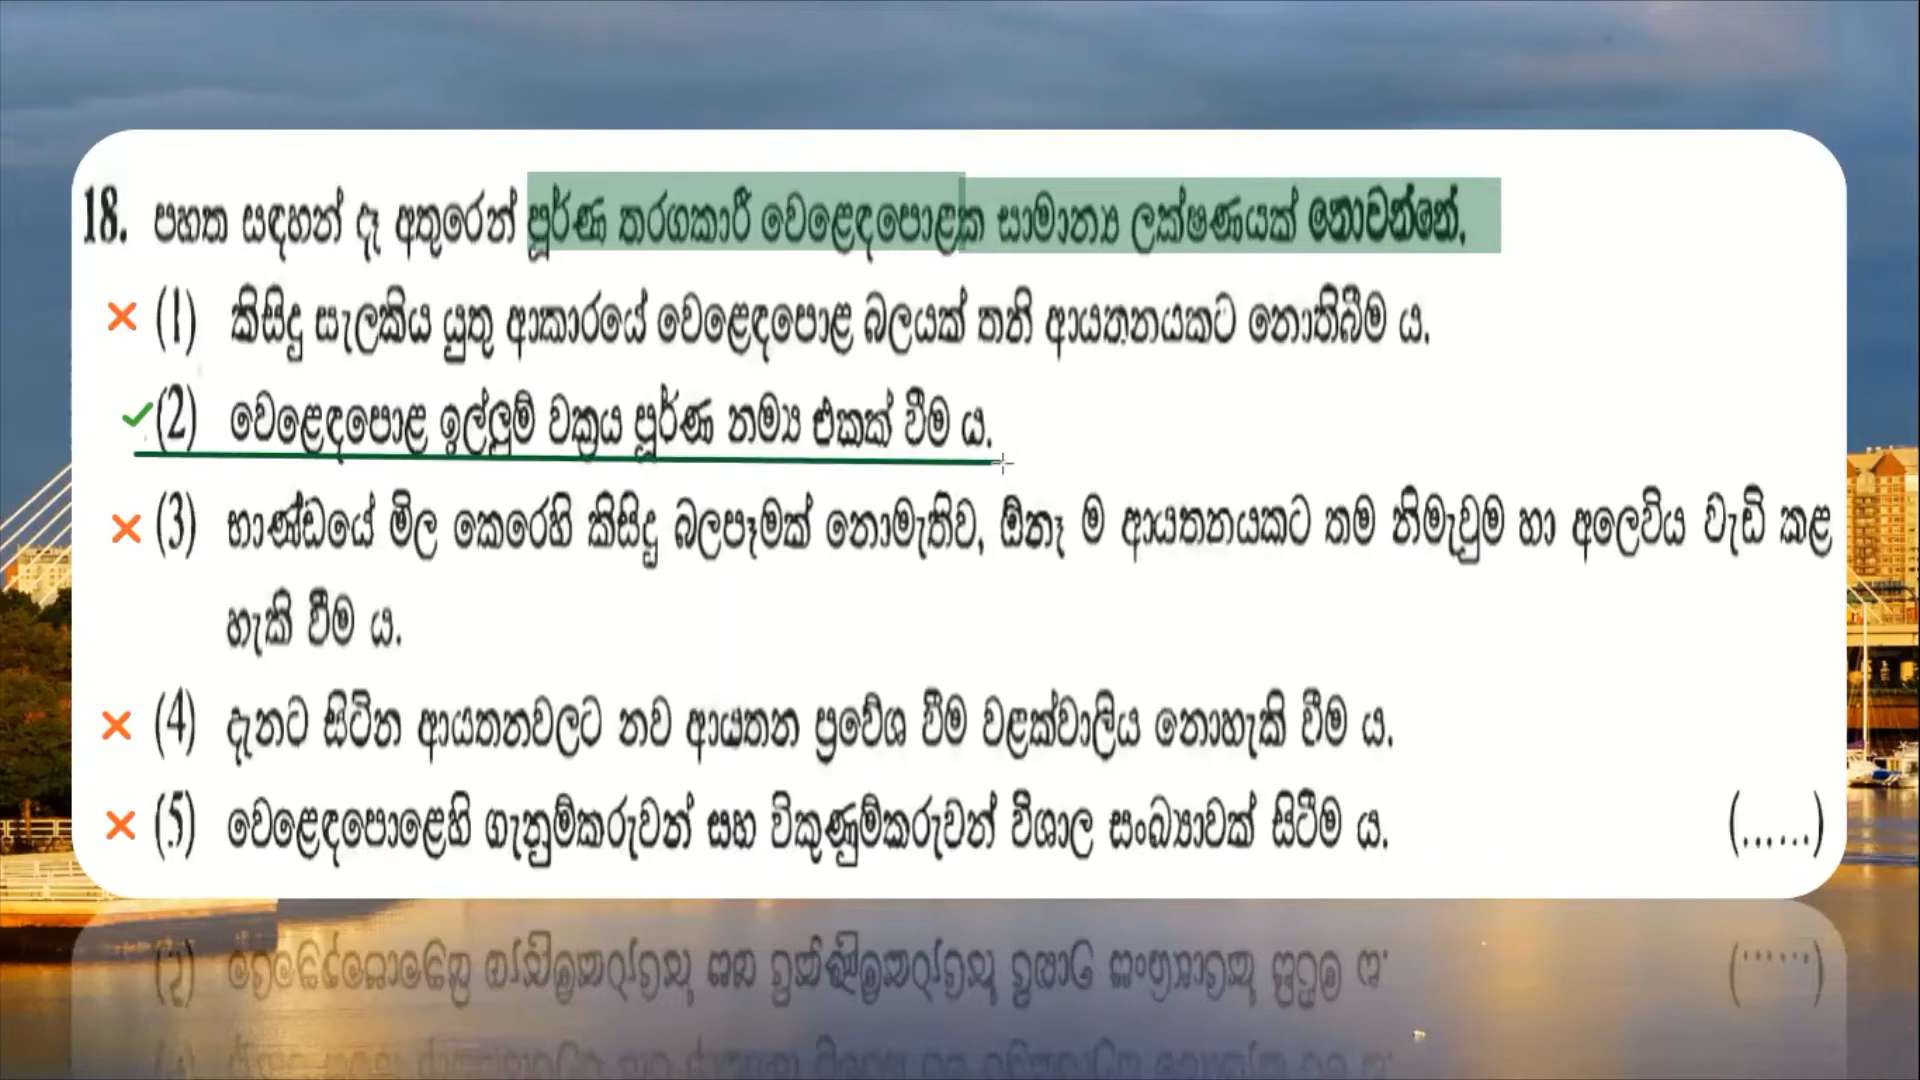 18. පහත සඳහන් දෑ අතුරෙන් පූර්ණ තරගකාරී වෙළෙඳපොළක සාමාන්‍ය ලක්ෂණයක් නොවන්නේ,
(1) කිසිදු සැලකිය යුතු ආකාරයේ වෙළෙඳපොළ බලයක් තනි ආයතනයකට නොතිබීම ය.
(2) වෙළෙඳපොළ ඉල්ලුම් වක්‍රය පූර්ණ නම්‍ය එකක් වීම ය.
(3) භාණ්ඩයේ මිල කෙරෙහි කිසිදු බලපෑමක් නොමැතිව, ඕනෑ ම ආයතනයකට තම නිමැවුම හා අලෙවිය වැඩි කළ
හැකි වීම ය.
(4) දැනට සිටින ආයතනවලට නව ආයතන ප්‍රවේශ වීම වළක්වාලිය නොහැකි වීම ය.
(5) වෙළෙඳපොළෙහි ගැනුම්කරුවන් සහ විකුණුම්කරුවන් විශාල සංඛ්‍යාවක් සිටීම ය. (......)